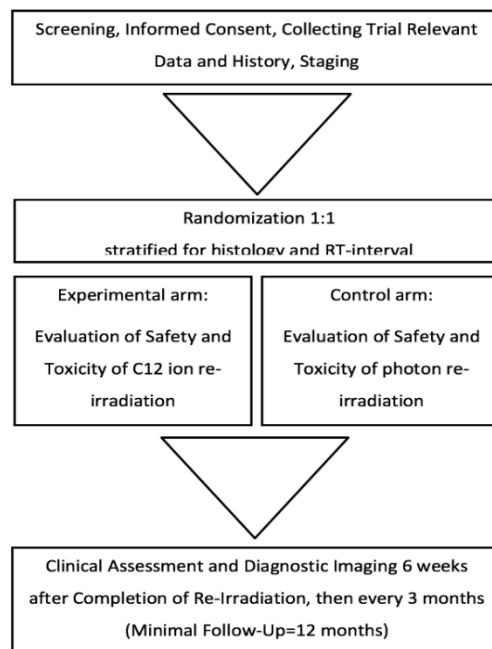 Screening, Informed Consent, Collecting Trial Relevant
Data and History, Staging
Randomization 1:1
stratified for histology and RT-interval
Experimental arm:
Evaluation of Safety and
Toxicity of C12 ion re-
irradiation
Control arm:
Evaluation of Safety and
Toxicity of photon re-
irradiation
Clinical Assessment and Diagnostic Imaging 6 weeks
after Completion of Re-Irradiation, then every 3 months
(Minimal Follow-Up=12 months)